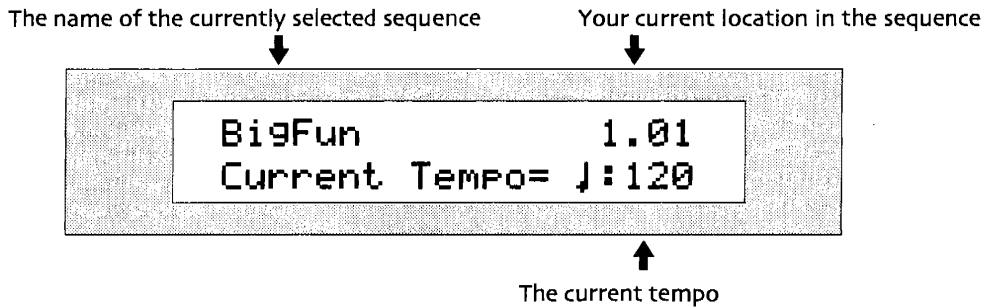 The name of the currently selected sequence
Your current location in the sequence
BigFun 1.01
Current Tempo= ♩:120
The current tempo